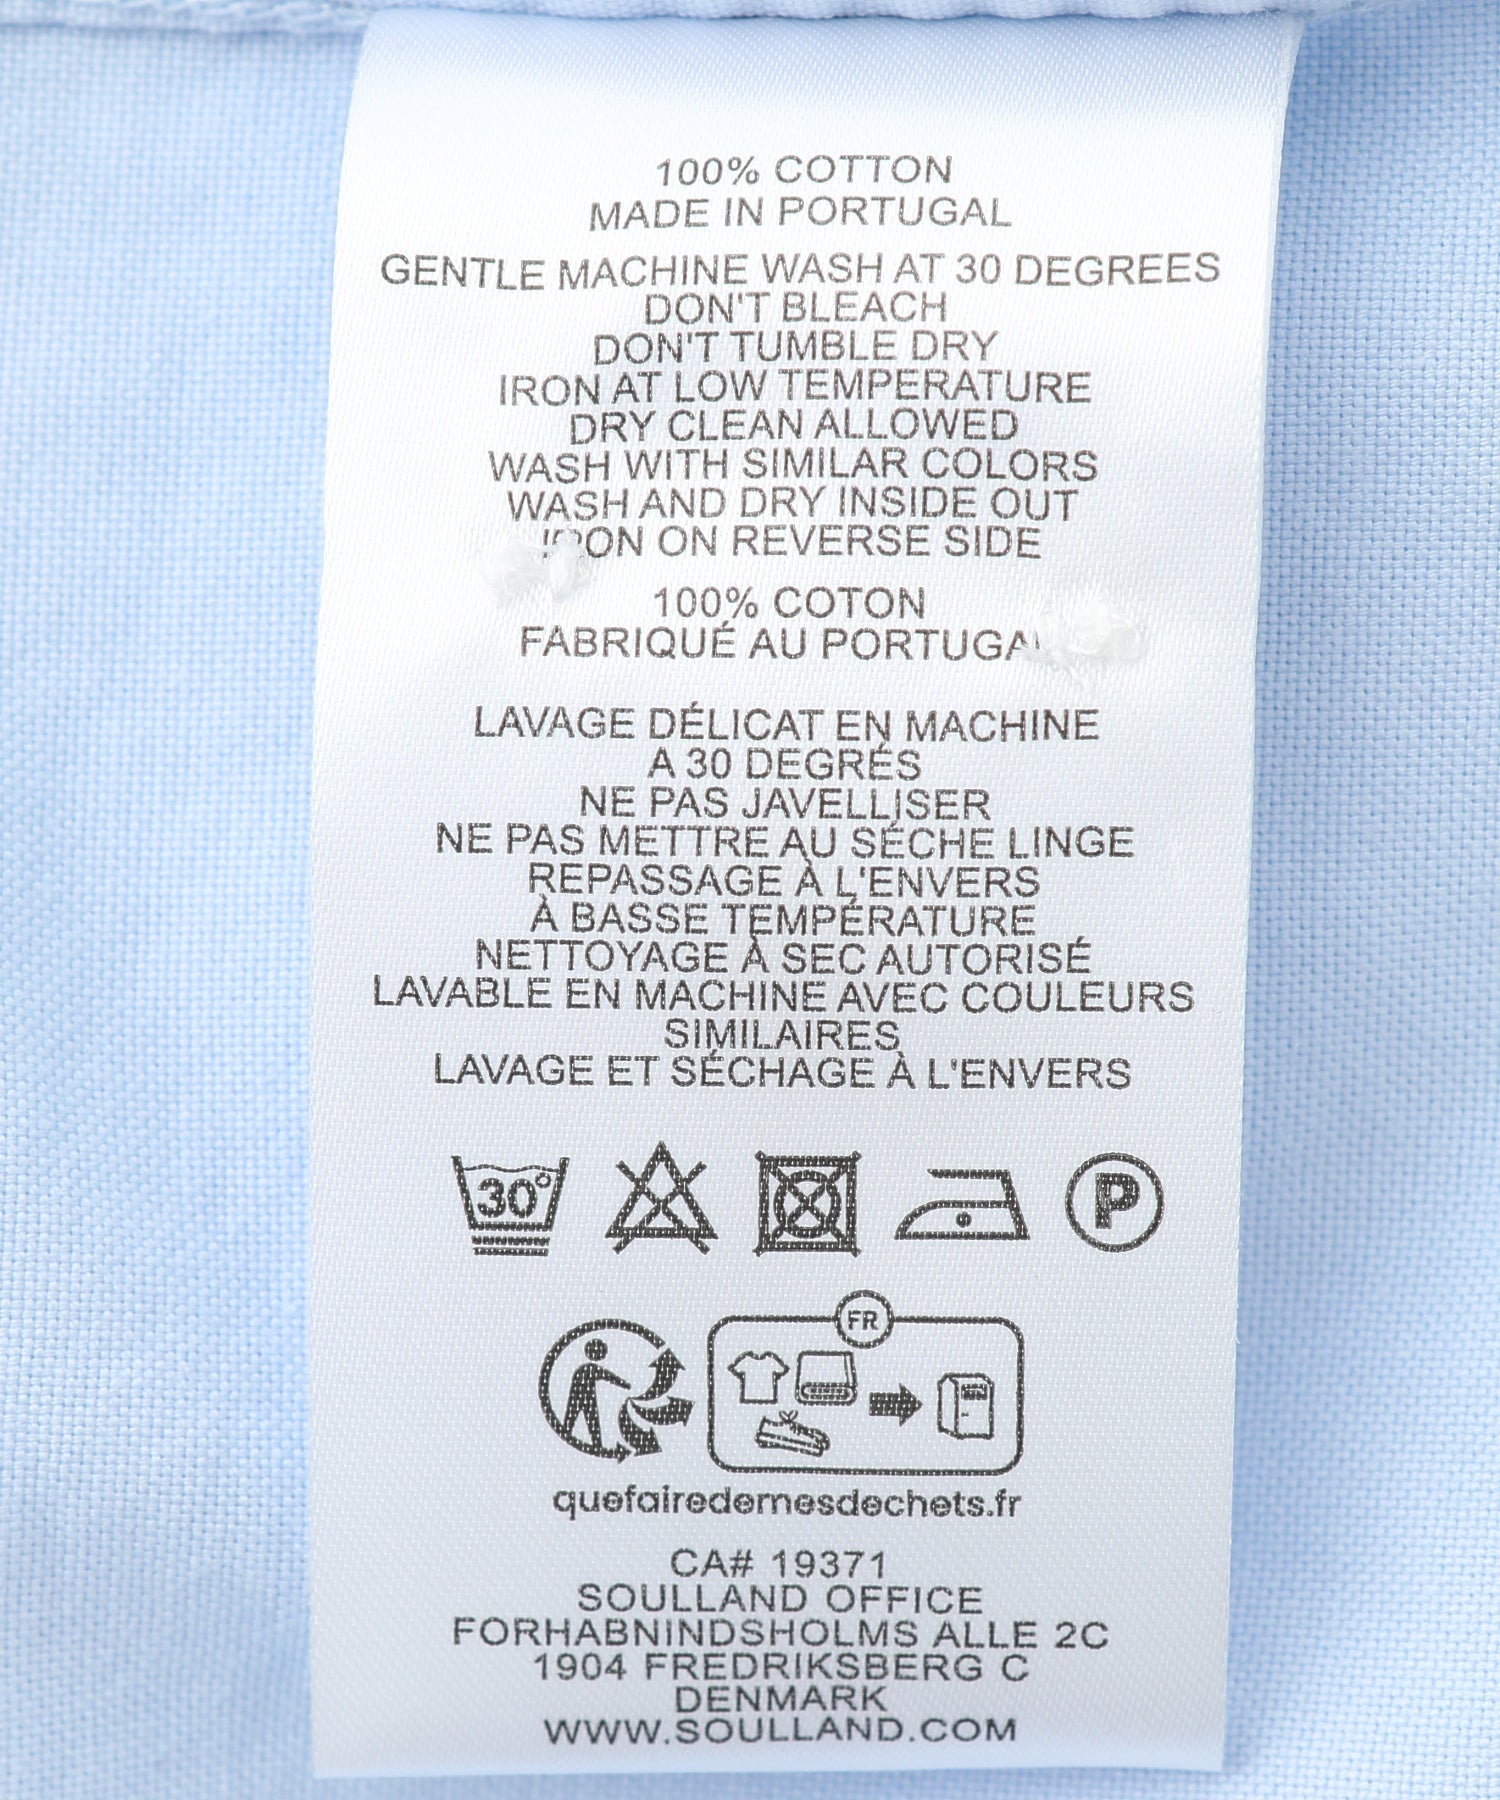 100% COTTON
MADE IN PORTUGAL
GENTLE MACHINE WASH AT 30 DEGREES
DON'T BLEACH
DON'T TUMBLE DRY
IRON AT LOW TEMPERATURE
DRY CLEAN ALLOWED
WASH WITH SIMILAR COLORS
WASH AND DRY INSIDE OUT
IRON ON REVERSE SIDE
100% COTON
FABRIQUÉ AU PORTUGAL
LAVAGE DÉLICAT EN MACHINE
A 30 DEGRÉS
NE PAS JAVELLISER
NE PAS METTRE AU SÉCHE LINGE
REPASSAGE À L'ENVERS
À BASSE TEMPÉRATURE
NETTOYAGE À SEC AUTORISÉ
LAVABLE EN MACHINE AVEC COULEURS
SIMILAIRES
LAVAGE ET SÉCHAGE À L'ENVERS
30° P
FR
quefairedemesdechets.fr
CA# 19371
SOULLAND OFFICE
FORHABNINDSHOLMS ALLE 2C
1904 FREDRIKSBERG C
DENMARK
WWW.SOULLAND.COM